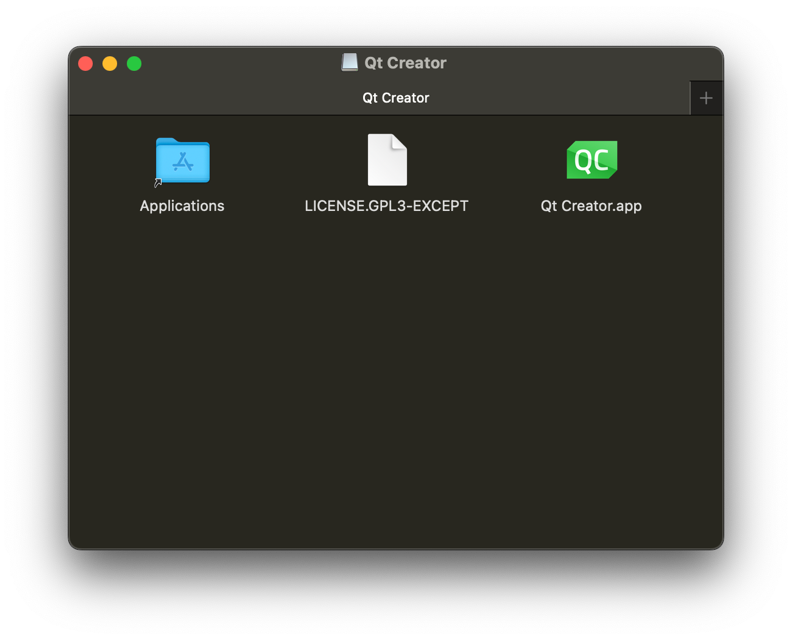 Qt Creator
Qt Creator
QC
Applications
LICENSE.GPL3-EXCEPT
Qt Creator.app